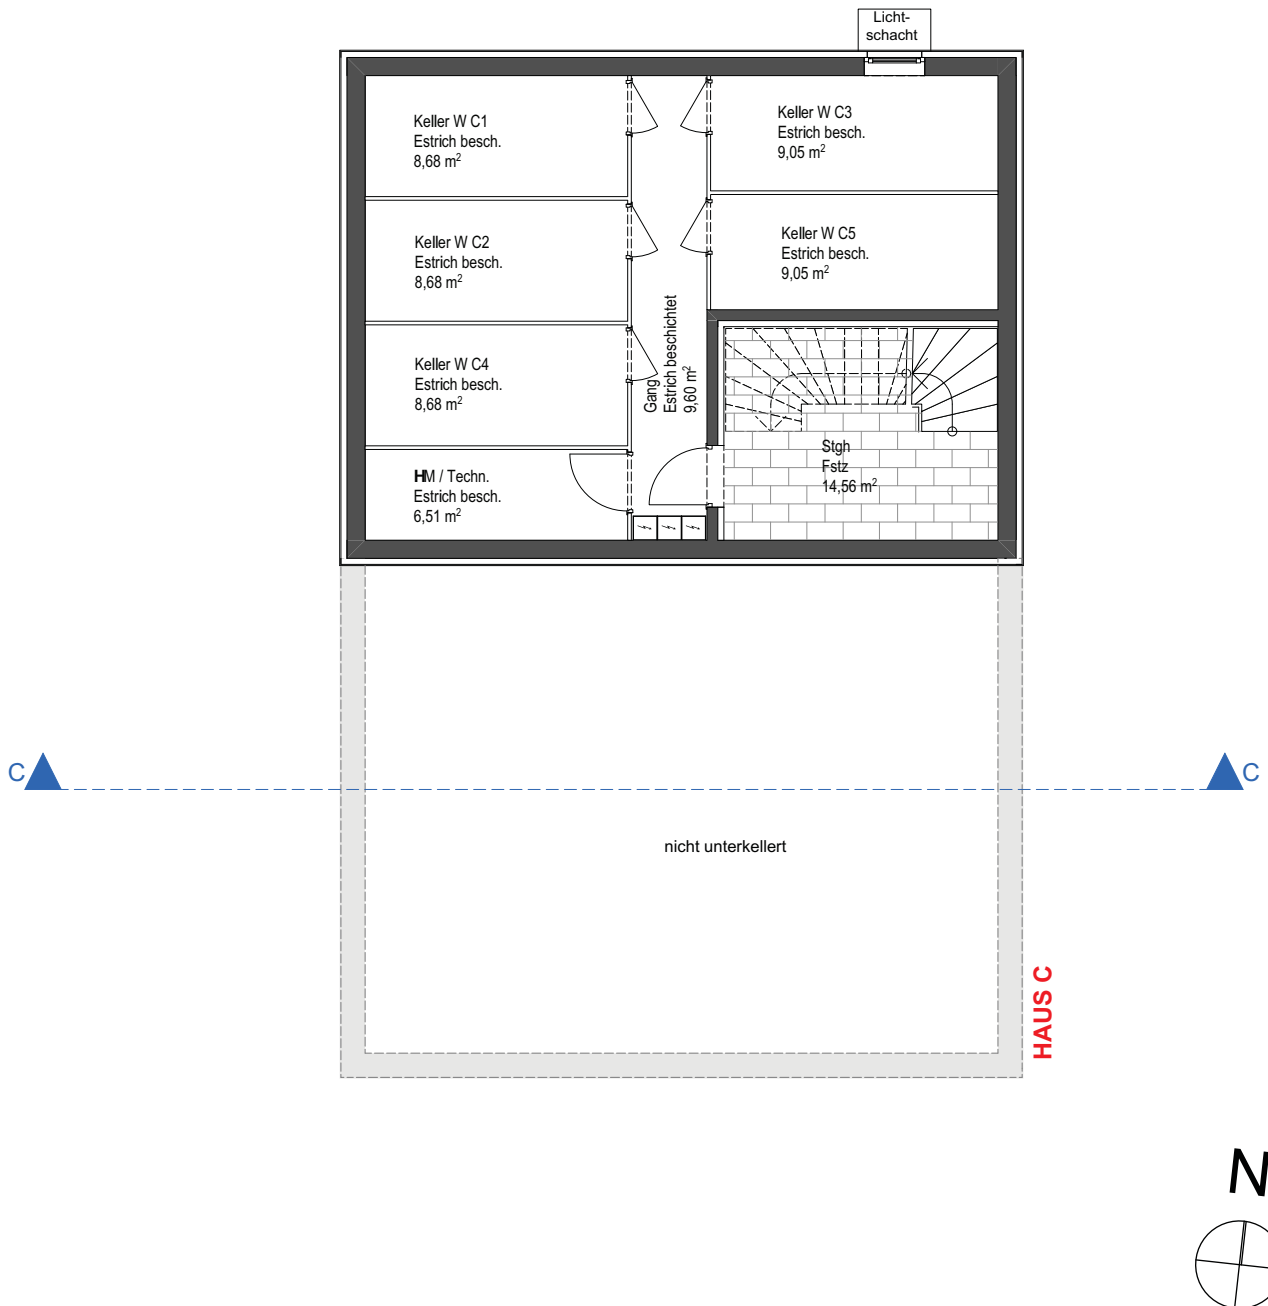 Licht-
schacht
Keller W C1
Estrich besch.
8,68 m²
Keller W C3
Estrich besch.
9,05 m²
Keller W C2
Estrich besch.
8,68 m²
Keller W C5
Estrich besch.
9,05 m²
Keller W C4
Estrich besch.
8,68 m²
Gang
Estrich beschichtet
9,60 m²
HM / Techn.
Estrich besch.
6,51 m²
Stgh
Fstz
14,56 m²
C
C
nicht unterkellert
HAUS C
N